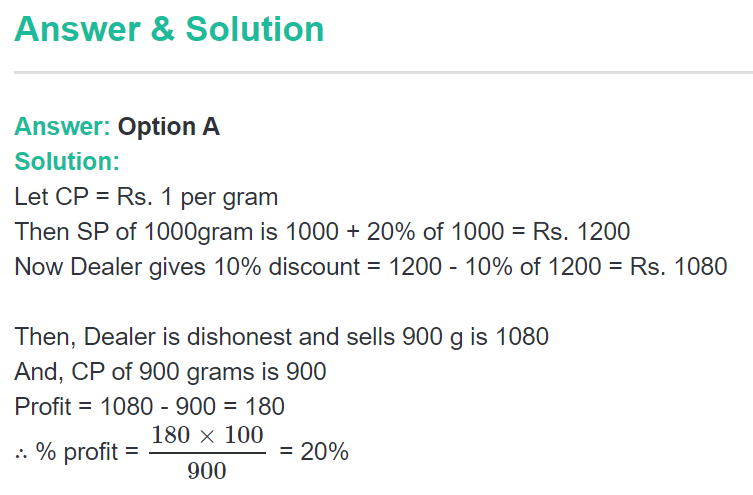 Answer & Solution
Answer: Option A
Solution:
Let CP = Rs. 1 per gram
Then SP of 1000gram is 1000 + 20% of 1000 = Rs. 1200
Now Dealer gives 10% discount = 1200 - 10% of 1200 = Rs. 1080
Then, Dealer is dishonest and sells 900 g is 1080
And, CP of 900 grams is 900
Profit = 1080 - 900 = 180
∴ % profit = 180 × 100 / 900 = 20%